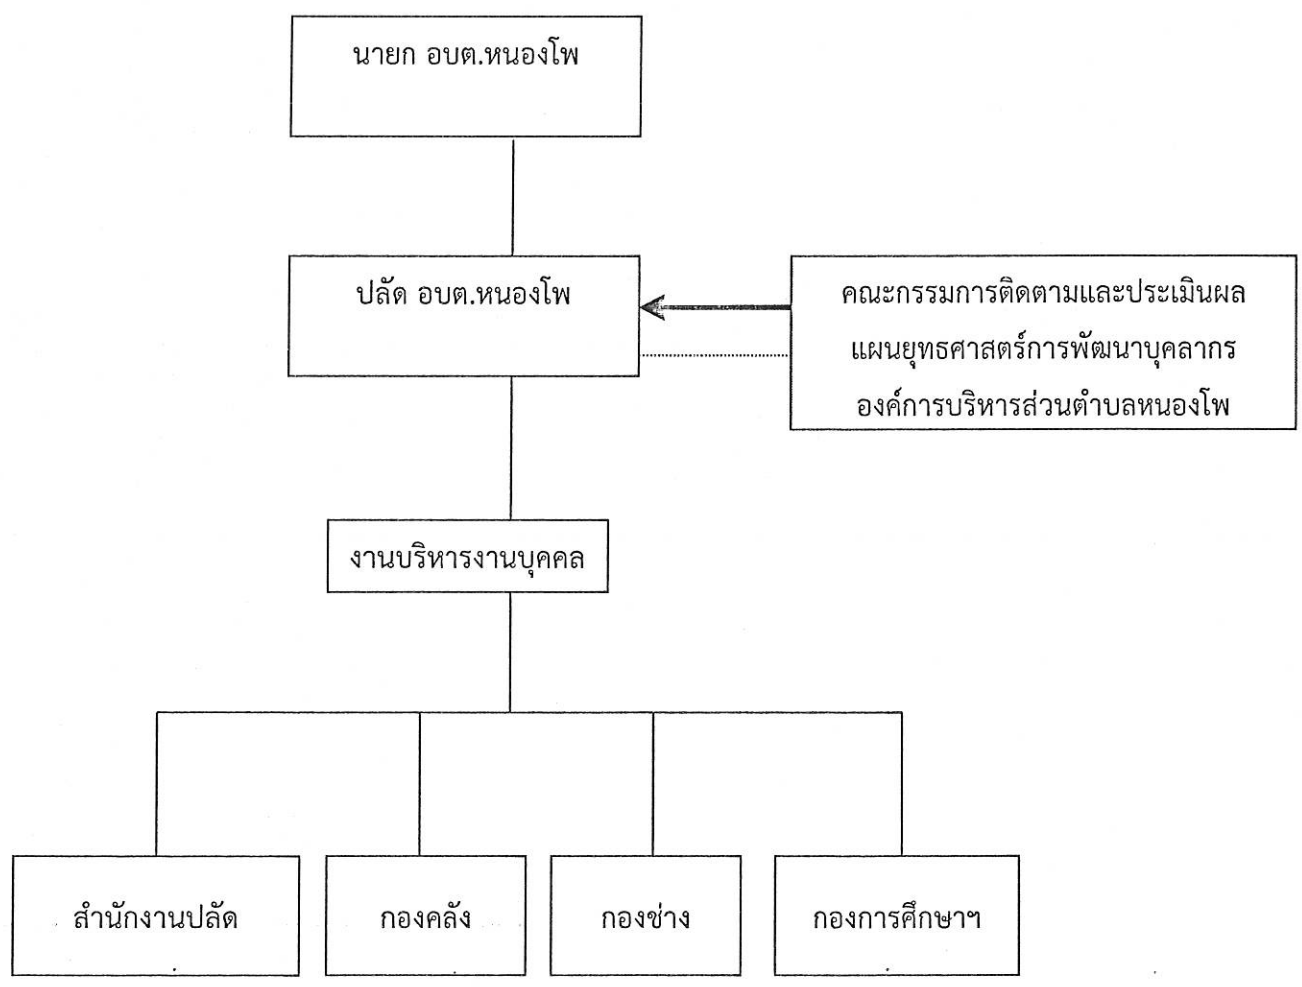 นายก อบต.หนองโพ
ปลัด อบต.หนองโพ
คณะกรรมการติดตามและประเมินผล
แผนยุทธศาสตร์การพัฒนาบุคลากร
องค์การบริหารส่วนตำบลหนองโพ
งานบริหารงานบุคคล
สำนักงานปลัด
กองคลัง
กองช่าง
กองการศึกษาฯ